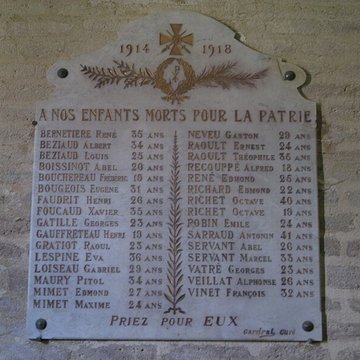 1914 1918
A NOS ENFANTS MORTS POUR LA PATRIE
BERNETIERE RENÉ 35 ANS
BEZIAUD ALBERT 34 ANS
BEZIAUD LOUIS 23 ANS
BOISSINOT ABEL 20 ANS
BOUCHEREAU FRÉDÉRIC 19 ANS
BOUGEOIS EUGÈNE 31 ANS
FAUDRIT HENRI 26 ANS
FOUCAUD XAVIER 35 ANS
GATILLE GEORGES 23 ANS
GAUFFRETEAU HENRI 19 ANS
GRATIOT RAOUL 23 ANS
LESPINE EVA 36 ANS
LOISEAU GABRIEL 29 ANS
MAURY PITOL 34 ANS
MIMET EDMOND 27 ANS
MIMET MAXIME 24 ANS
NEVEU GASTON 29 ANS
RAOULT ERNEST 24 ANS
RAOULT THÉOPHILE 36 ANS
RECOUPPÉ ALFRED 18 ANS
RENÉ EDMOND 25 ANS
RICHARD EDMOND 22 ANS
RICHET OCTAVE 40 ANS
RICHET OCTAVE 19 ANS
ROBIN EMILE 24 ANS
SARRAUD ANTONIN 41 ANS
SERVANT ABEL 26 ANS
SERVANT MARCEL 33 ANS
VATRÉ GEORGES 23 ANS
VEILLAT ALPHONSE 26 ANS
VINET FRANÇOIS 32 ANS
PRIEZ POUR EUX
Curé